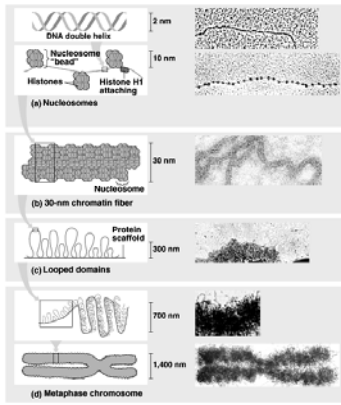 2 nm
DNA double helix
Nucleosome
"bead"
10 nm
Histones
Histone H1
attaching
(a) Nucleosomes
30 nm
Nucleosome
(b) 30-nm chromatin fiber
Protein
scaffold
300 nm
(c) Looped domains
700 nm
1,400 nm
(d) Metaphase chromosome